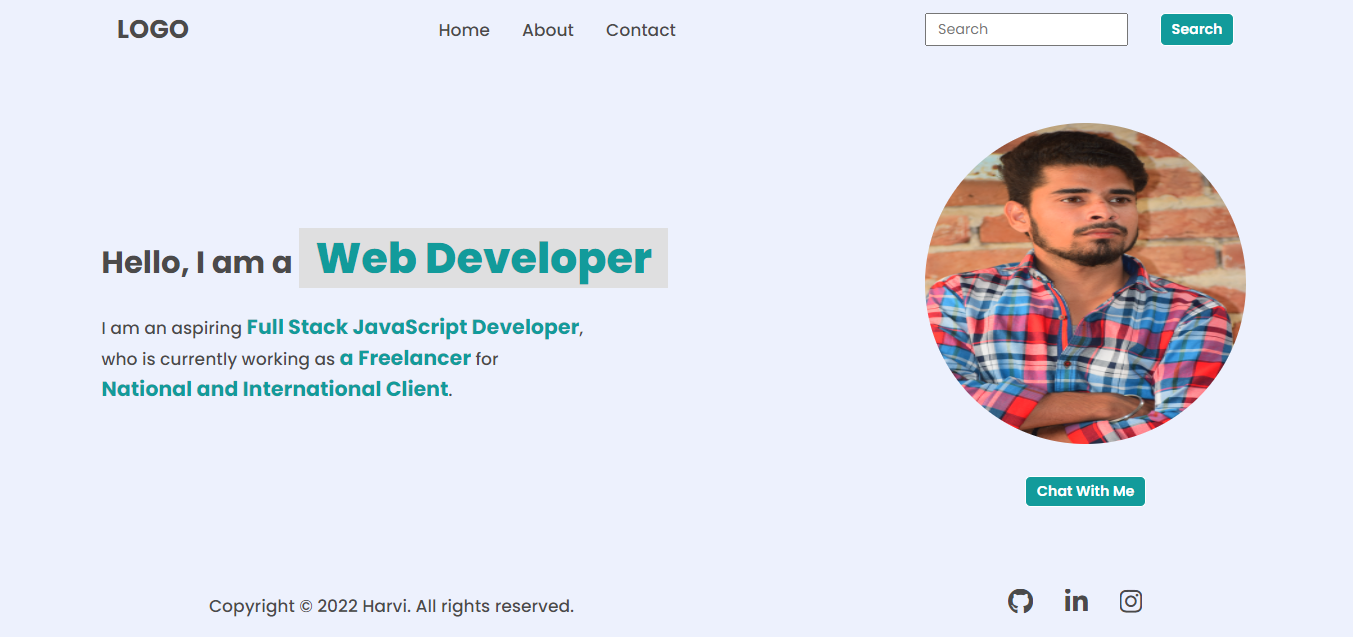 LOGO
Home
About
Contact
Search
Search
Hello, I am a Web Developer
I am an aspiring Full Stack JavaScript Developer,
who is currently working as a Freelancer for
National and International Client.
Chat With Me
Copyright © 2022 Harvi. All rights reserved.
in